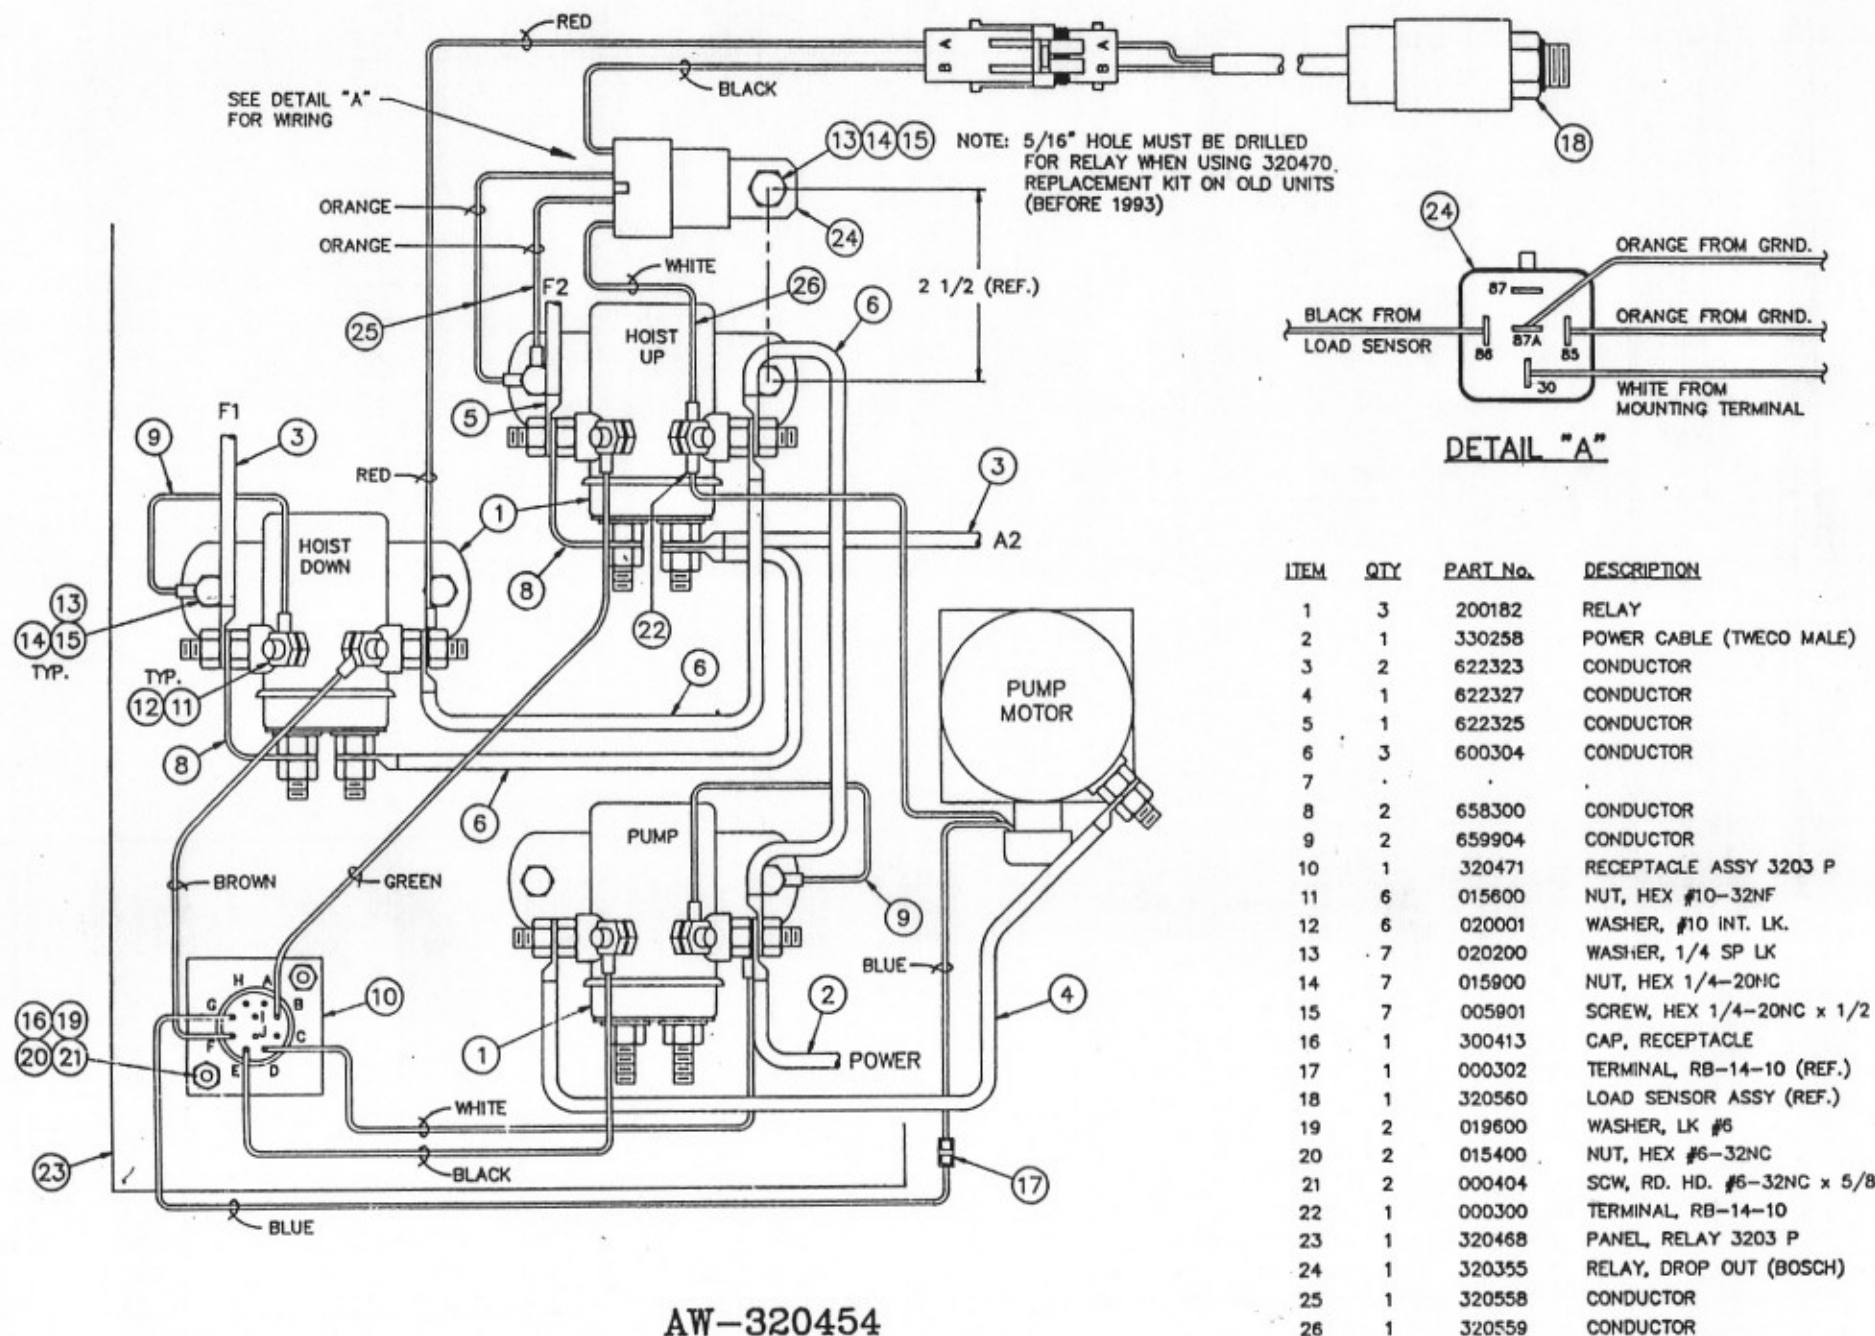 RED
BLACK
A
B
A
B
18
SEE DETAIL "A"
FOR WIRING
13 14 15
NOTE: 5/16" HOLE MUST BE DRILLED
FOR RELAY WHEN USING 320470.
REPLACEMENT KIT ON OLD UNITS
(BEFORE 1993)
ORANGE
ORANGE
24
WHITE
26
2 1/2 (REF.)
6
25
F2
HOIST
UP
5
24
ORANGE FROM GRND.
87
BLACK FROM
LOAD SENSOR
86
87A
85
ORANGE FROM GRND.
30
WHITE FROM
MOUNTING TERMINAL
DETAIL "A"
F1
9
3
RED
1
3
A2
HOIST
DOWN
8
22
13
14 15
TYP.
TYP.
12 11
6
8
6
PUMP
MOTOR
PUMP
BROWN
GREEN
9
BLUE
4
2
POWER
1
H A
G B
J
F C
E D
10
16 19
20 21
WHITE
BLACK
23
17
BLUE
ITEM QTY PART No. DESCRIPTION
1 3 200182 RELAY
2 1 330258 POWER CABLE (TWECO MALE)
3 2 622323 CONDUCTOR
4 1 622327 CONDUCTOR
5 1 622325 CONDUCTOR
6 3 600304 CONDUCTOR
7 . . .
8 2 658300 CONDUCTOR
9 2 659904 CONDUCTOR
10 1 320471 RECEPTACLE ASSY 3203 P
11 6 015600 NUT, HEX #10-32NF
12 6 020001 WASHER, #10 INT. LK.
13 7 020200 WASHER, 1/4 SP LK
14 7 015900 NUT, HEX 1/4-20NC
15 7 005901 SCREW, HEX 1/4-20NC x 1/2
16 1 300413 CAP, RECEPTACLE
17 1 000302 TERMINAL, RB-14-10 (REF.)
18 1 320560 LOAD SENSOR ASSY (REF.)
19 2 019600 WASHER, LK #6
20 2 015400 NUT, HEX #6-32NC
21 2 000404 SCW, RD. HD. #6-32NC x 5/8
22 1 000300 TERMINAL, RB-14-10
23 1 320468 PANEL, RELAY 3203 P
24 1 320355 RELAY, DROP OUT (BOSCH)
25 1 320558 CONDUCTOR
26 1 320559 CONDUCTOR
AW-320454